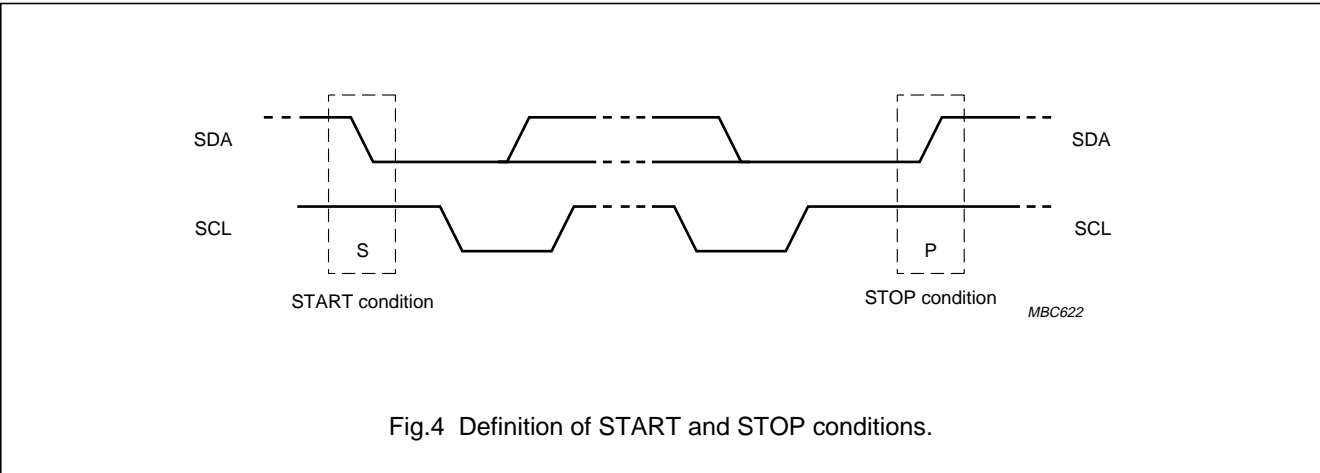 SDA
SDA
SCL
SCL
S
P
START condition
STOP condition
MBC622
Fig.4 Definition of START and STOP conditions.